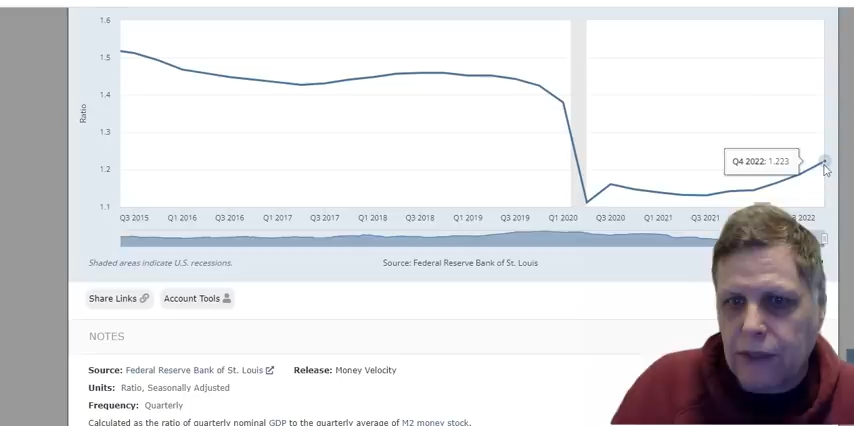 1.6
1.5
1.4
1.3
1.2
1.1
Ratio
Q4 2022: 1.223
Q3 2015 Q1 2016 Q3 2016 Q1 2017 Q3 2017 Q1 2018 Q3 2018 Q1 2019 Q3 2019 Q1 2020 Q3 2020 Q1 2021 Q3 2021 2022
Shaded areas indicate U.S. recessions. Source: Federal Reserve Bank of St. Louis
Share Links Account Tools
NOTES
Source: Federal Reserve Bank of St. Louis Release: Money Velocity
Units: Ratio, Seasonally Adjusted
Frequency: Quarterly
Calculated as the ratio of quarterly nominal GDP to the quarterly average of M2 money stock.